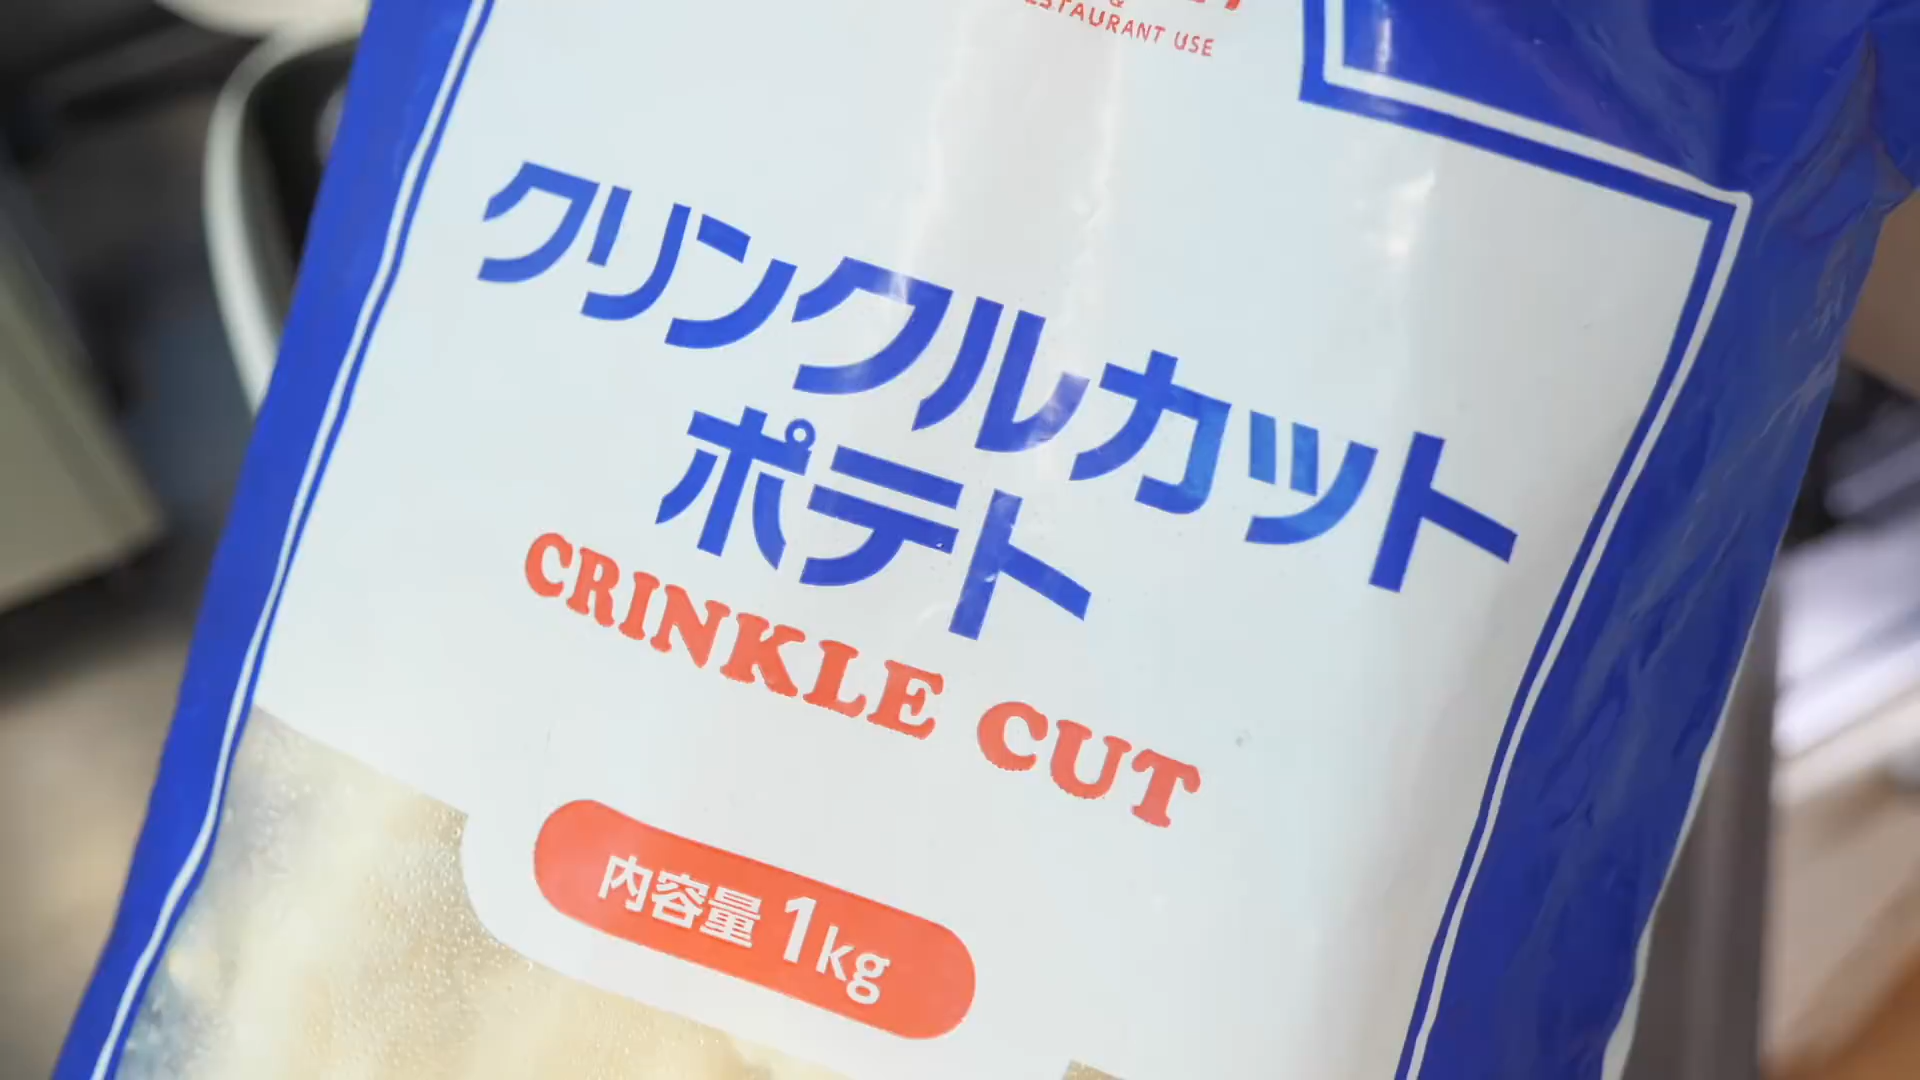 & 
RESTAURANT USE
クリンクルカット
ポテト
CRINKLE CUT
内容量 1kg